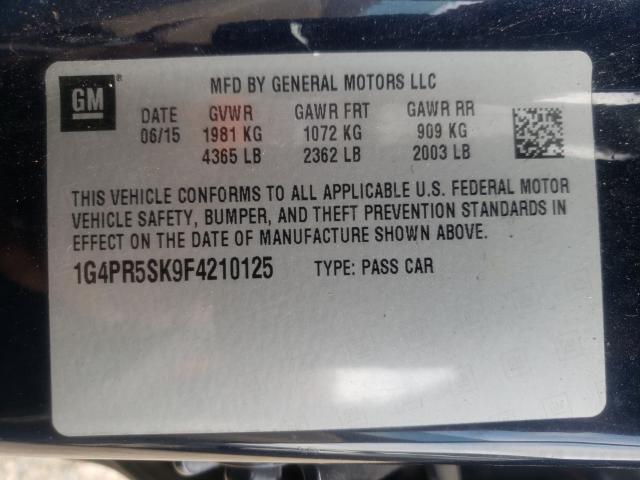 GM®
MFD BY GENERAL MOTORS LLC
DATE GVWR GAWR FRT GAWR RR
06/15 1981 KG 1072 KG 909 KG
4365 LB 2362 LB 2003 LB
THIS VEHICLE CONFORMS TO ALL APPLICABLE U.S. FEDERAL MOTOR
VEHICLE SAFETY, BUMPER, AND THEFT PREVENTION STANDARDS IN
EFFECT ON THE DATE OF MANUFACTURE SHOWN ABOVE.
1G4PR5SK9F4210125 TYPE: PASS CAR